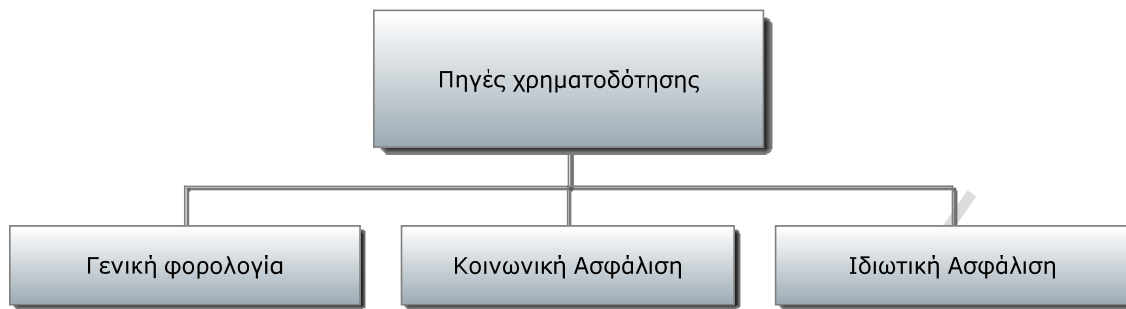 Πηγές χρηματοδότησης
Γενική φορολογία
Κοινωνική Ασφάλιση
Ιδιωτική Ασφάλιση